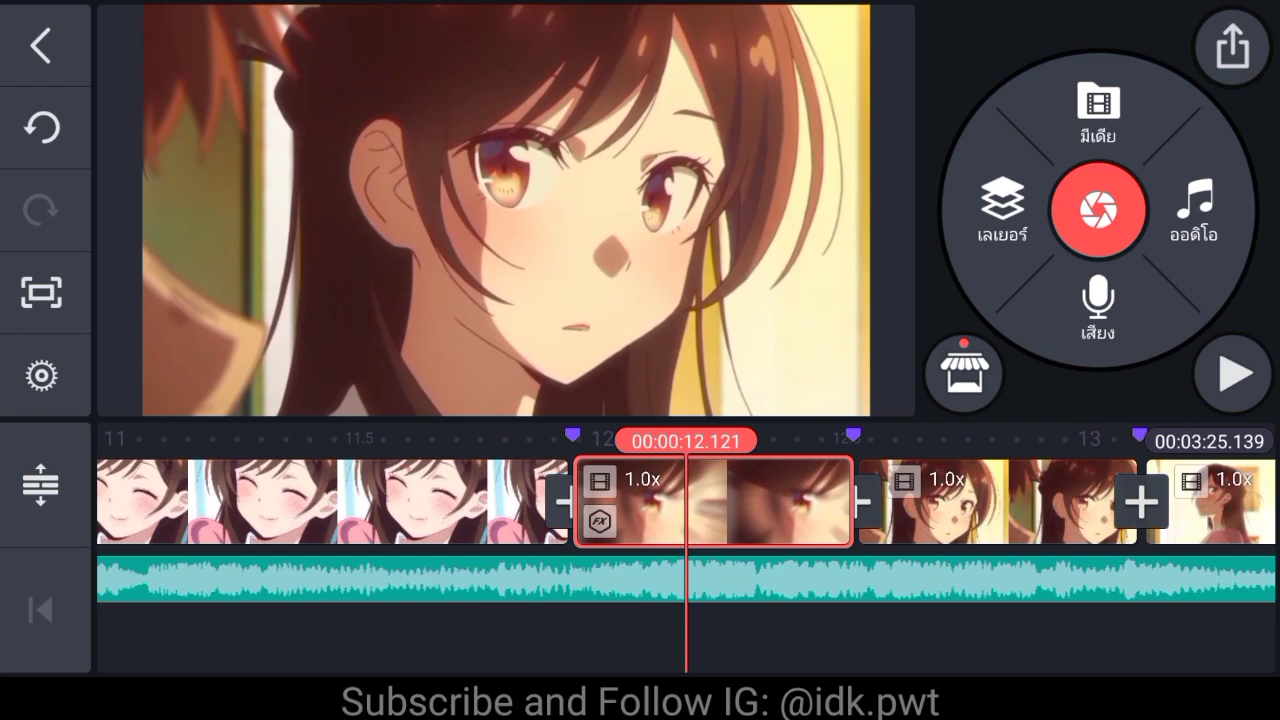 มีเดีย
เลเยอร์
ออดิโอ
เสียง
11
11.5
12
00:00:12.121
13
00:03:25.139
1.0x
1.0x
1.0x
FX
Subscribe and Follow IG: @idk.pwt